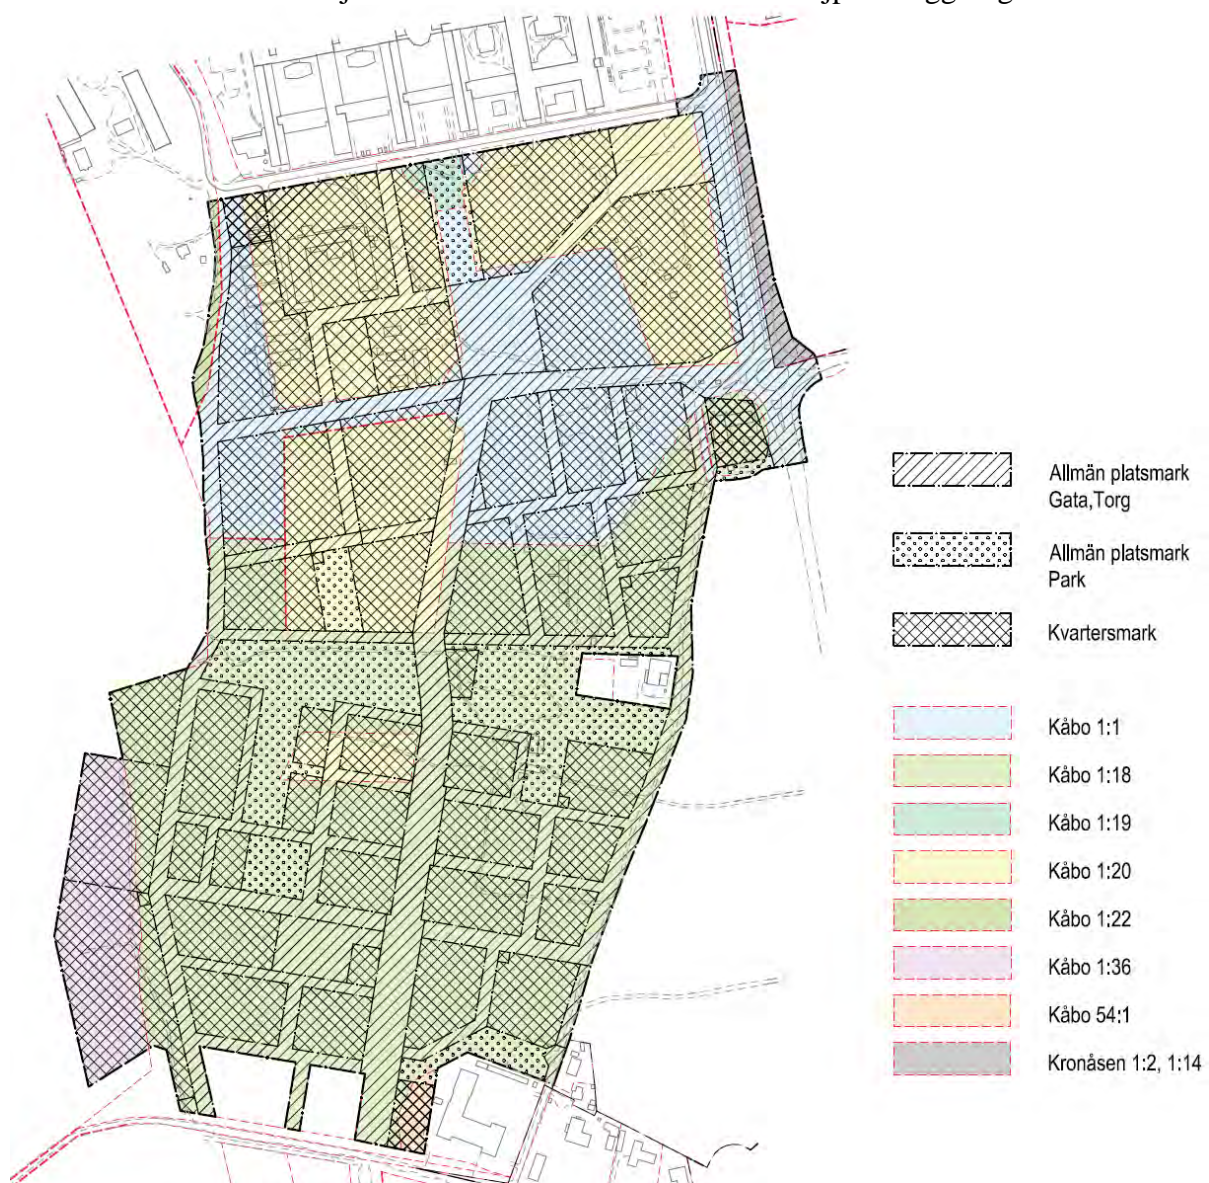 Allmän platsmark
Gata,Torg
Allmän platsmark
Park
Kvartersmark
Kåbo 1:1
Kåbo 1:18
Kåbo 1:19
Kåbo 1:20
Kåbo 1:22
Kåbo 1:36
Kåbo 54:1
Kronåsen 1:2, 1:14